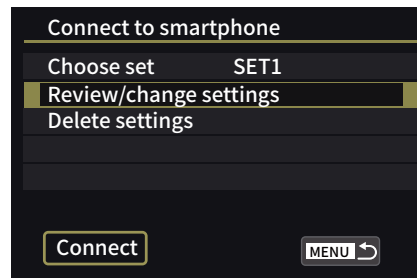 Connect to smartphone
Choose set SET1
Review/change settings
Delete settings
Connect MENU